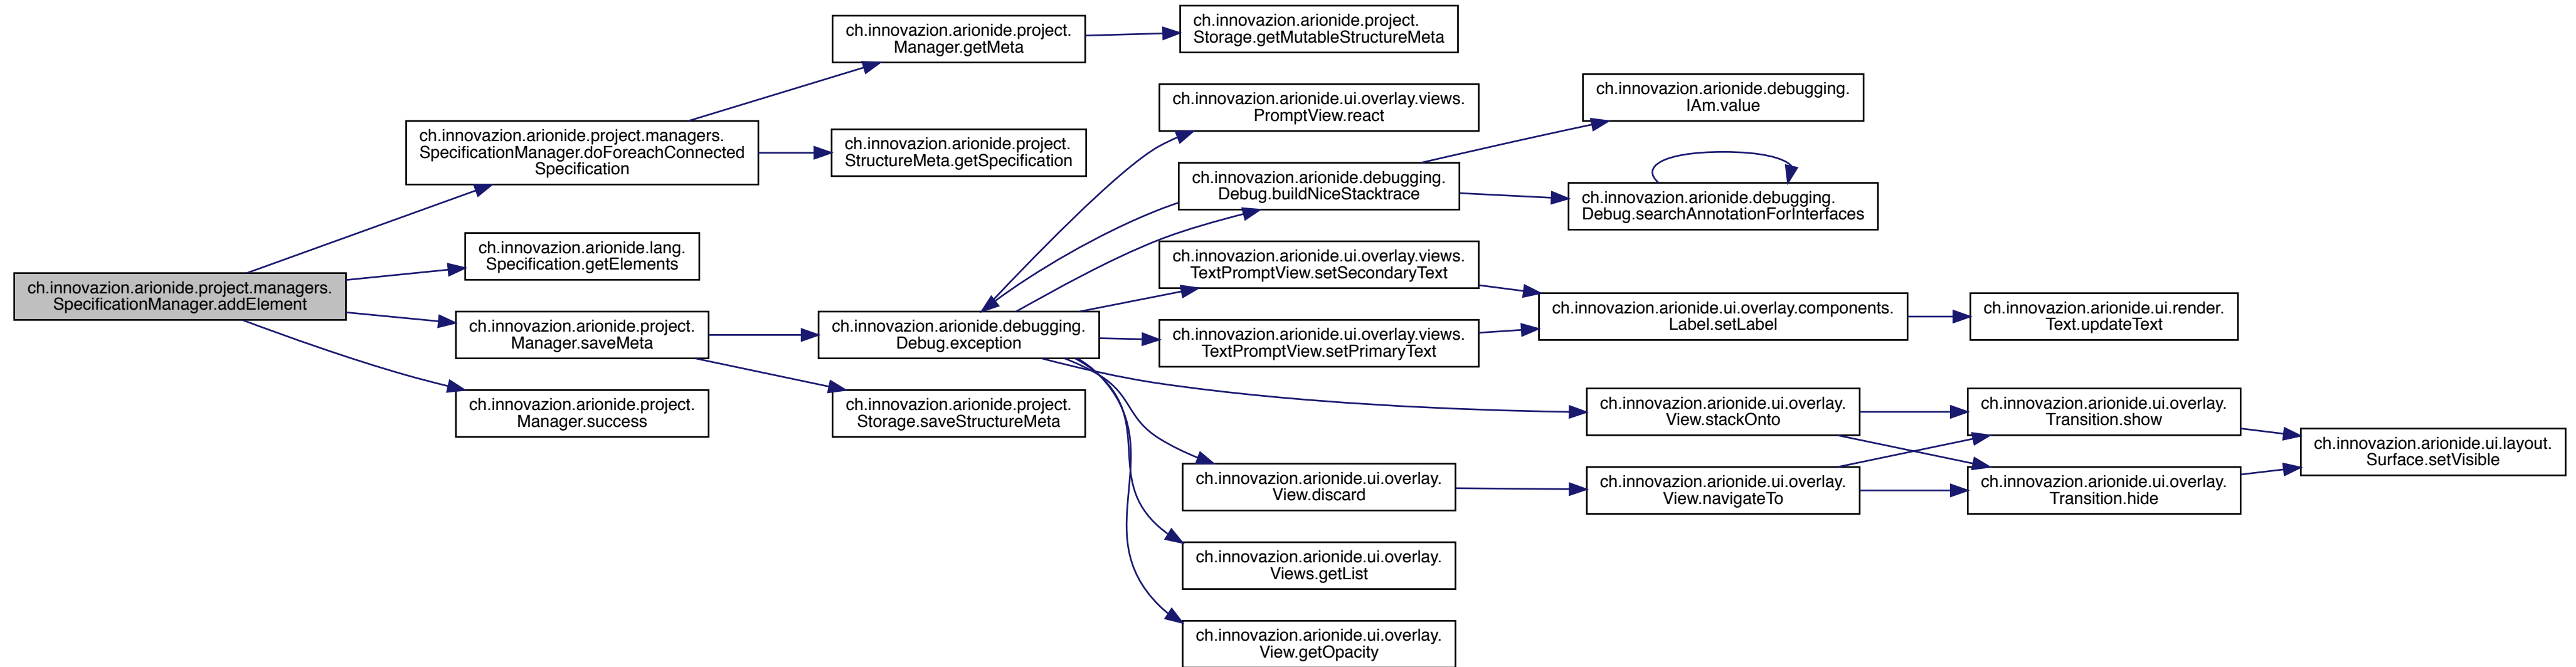 ch.innovazion.arionide.project.managers.
SpecificationManager.addElement
ch.innovazion.arionide.project.managers.
SpecificationManager.doForeachConnected
Specification
ch.innovazion.arionide.lang.
Specification.getElements
ch.innovazion.arionide.project.
Manager.saveMeta
ch.innovazion.arionide.project.
Manager.success
ch.innovazion.arionide.project.
Manager.getMeta
ch.innovazion.arionide.project.
StructureMeta.getSpecification
ch.innovazion.arionide.debugging.
Debug.exception
ch.innovazion.arionide.project.
Storage.saveStructureMeta
ch.innovazion.arionide.project.
Storage.getMutableStructureMeta
ch.innovazion.arionide.ui.overlay.views.
PromptView.react
ch.innovazion.arionide.debugging.
Debug.buildNiceStacktrace
ch.innovazion.arionide.ui.overlay.views.
TextPromptView.setSecondaryText
ch.innovazion.arionide.ui.overlay.views.
TextPromptView.setPrimaryText
ch.innovazion.arionide.ui.overlay.
View.discard
ch.innovazion.arionide.ui.overlay.
Views.getList
ch.innovazion.arionide.ui.overlay.
View.getOpacity
ch.innovazion.arionide.debugging.
IAm.value
ch.innovazion.arionide.debugging.
Debug.searchAnnotationForInterfaces
ch.innovazion.arionide.ui.overlay.components.
Label.setLabel
ch.innovazion.arionide.ui.overlay.
View.stackOnto
ch.innovazion.arionide.ui.overlay.
View.navigateTo
ch.innovazion.arionide.ui.render.
Text.updateText
ch.innovazion.arionide.ui.overlay.
Transition.show
ch.innovazion.arionide.ui.overlay.
Transition.hide
ch.innovazion.arionide.ui.layout.
Surface.setVisible